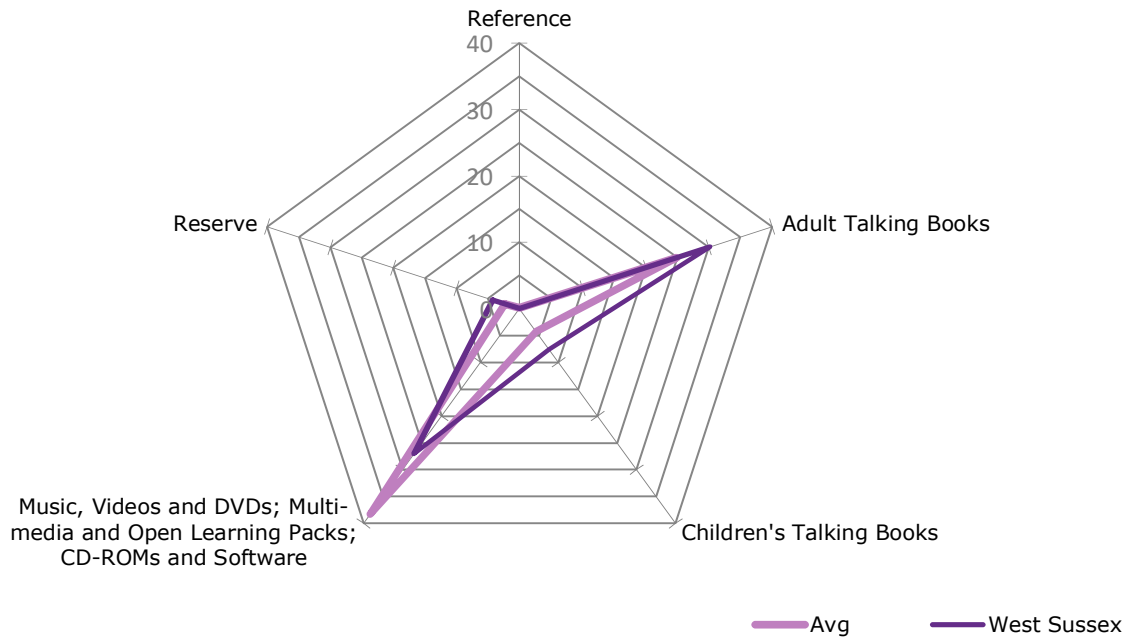 Reference
40
30
20
10
0
Reserve
Adult Talking Books
Music, Videos and DVDs; Multi-
media and Open Learning Packs;
CD-ROMs and Software
Children's Talking Books
Avg
West Sussex